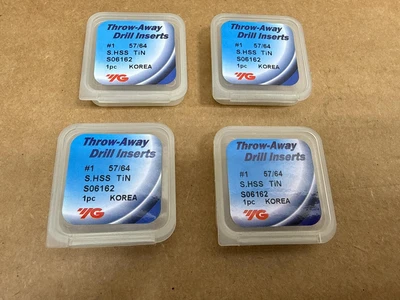 Throw-Away
Drill Inserts
#1 57/64
S.HSS TiN
S06162
1pc KOREA
YG
Throw-Away
Drill Inserts
#1 57/64
S.HSS TiN
S06162
1pc KOREA
YG
Throw-Away
Drill Inserts
#1 57/64
S.HSS TiN
S06162
1pc KOREA
YG
Throw-Away
Drill Inserts
#1 57/64
S.HSS TiN
S06162
1pc KOREA
YG